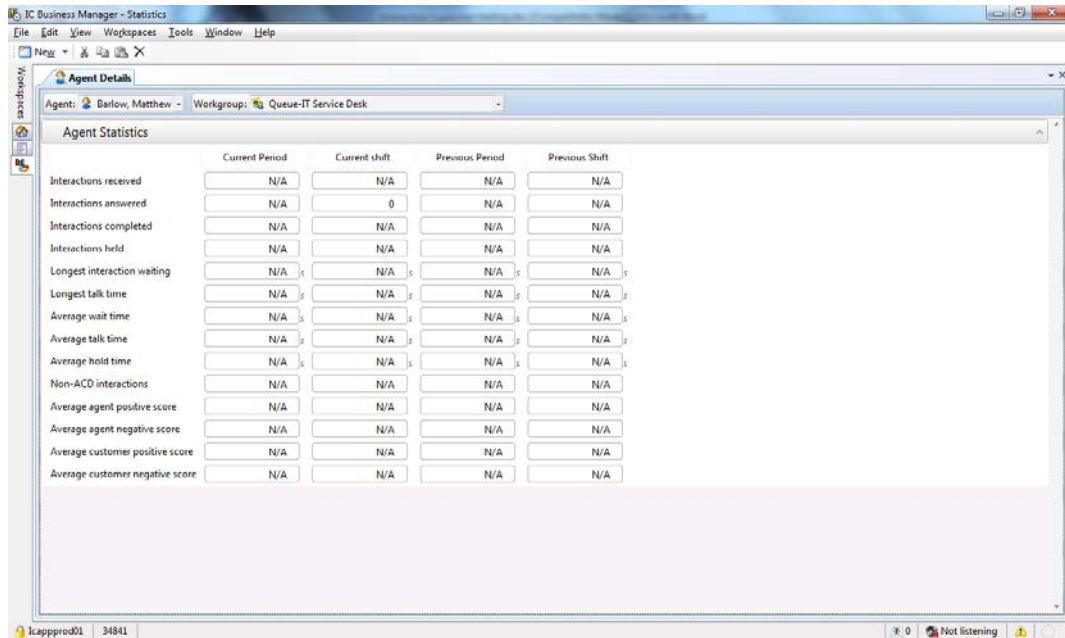 IC Business Manager - Statistics
File Edit View Workspaces Tools Window Help
New
Workspaces
Agent Details
Agent: Barlow, Matthew Workgroup: Queue-IT Service Desk
Agent Statistics
Current Period Current shift Previous Period Previous Shift
Interactions received N/A N/A N/A N/A
Interactions answered N/A 0 N/A N/A
Interactions completed N/A N/A N/A N/A
Interactions held N/A N/A N/A N/A
Longest interaction waiting N/A s N/A s N/A s N/A s
Longest talk time N/A s N/A s N/A s N/A s
Average wait time N/A s N/A s N/A s N/A s
Average talk time N/A s N/A s N/A s N/A s
Average hold time N/A s N/A s N/A s N/A s
Non-ACD interactions N/A N/A N/A N/A
Average agent positive score N/A N/A N/A N/A
Average agent negative score N/A N/A N/A N/A
Average customer positive score N/A N/A N/A N/A
Average customer negative score N/A N/A N/A N/A
Icappprod01 34841 0 Not listening